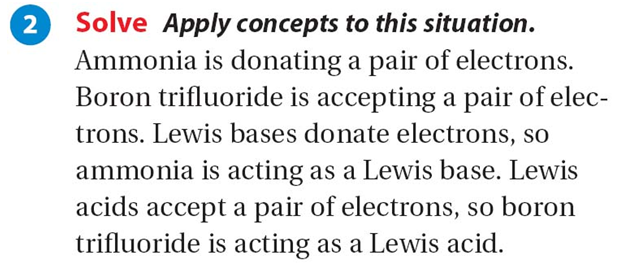 2 Solve Apply concepts to this situation.
Ammonia is donating a pair of electrons.
Boron trifluoride is accepting a pair of elec-
trons. Lewis bases donate electrons, so
ammonia is acting as a Lewis base. Lewis
acids accept a pair of electrons, so boron
trifluoride is acting as a Lewis acid.